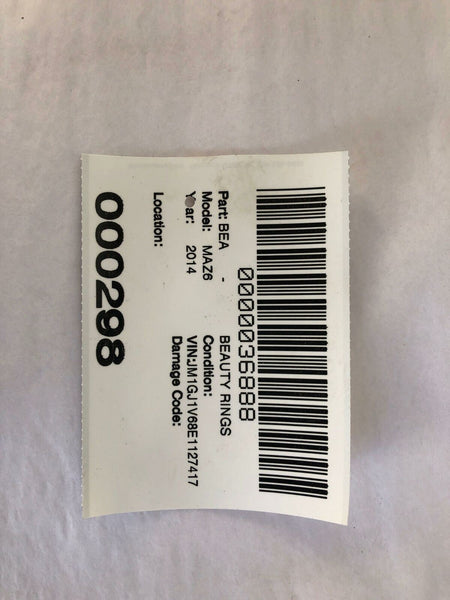 0000036888
Part: BEA - BEAUTY RINGS
Model: MAZ6 Condition:
Year: 2014 VIN:JM1GJ1V68E1127417
Damage Code:
Location:
000298